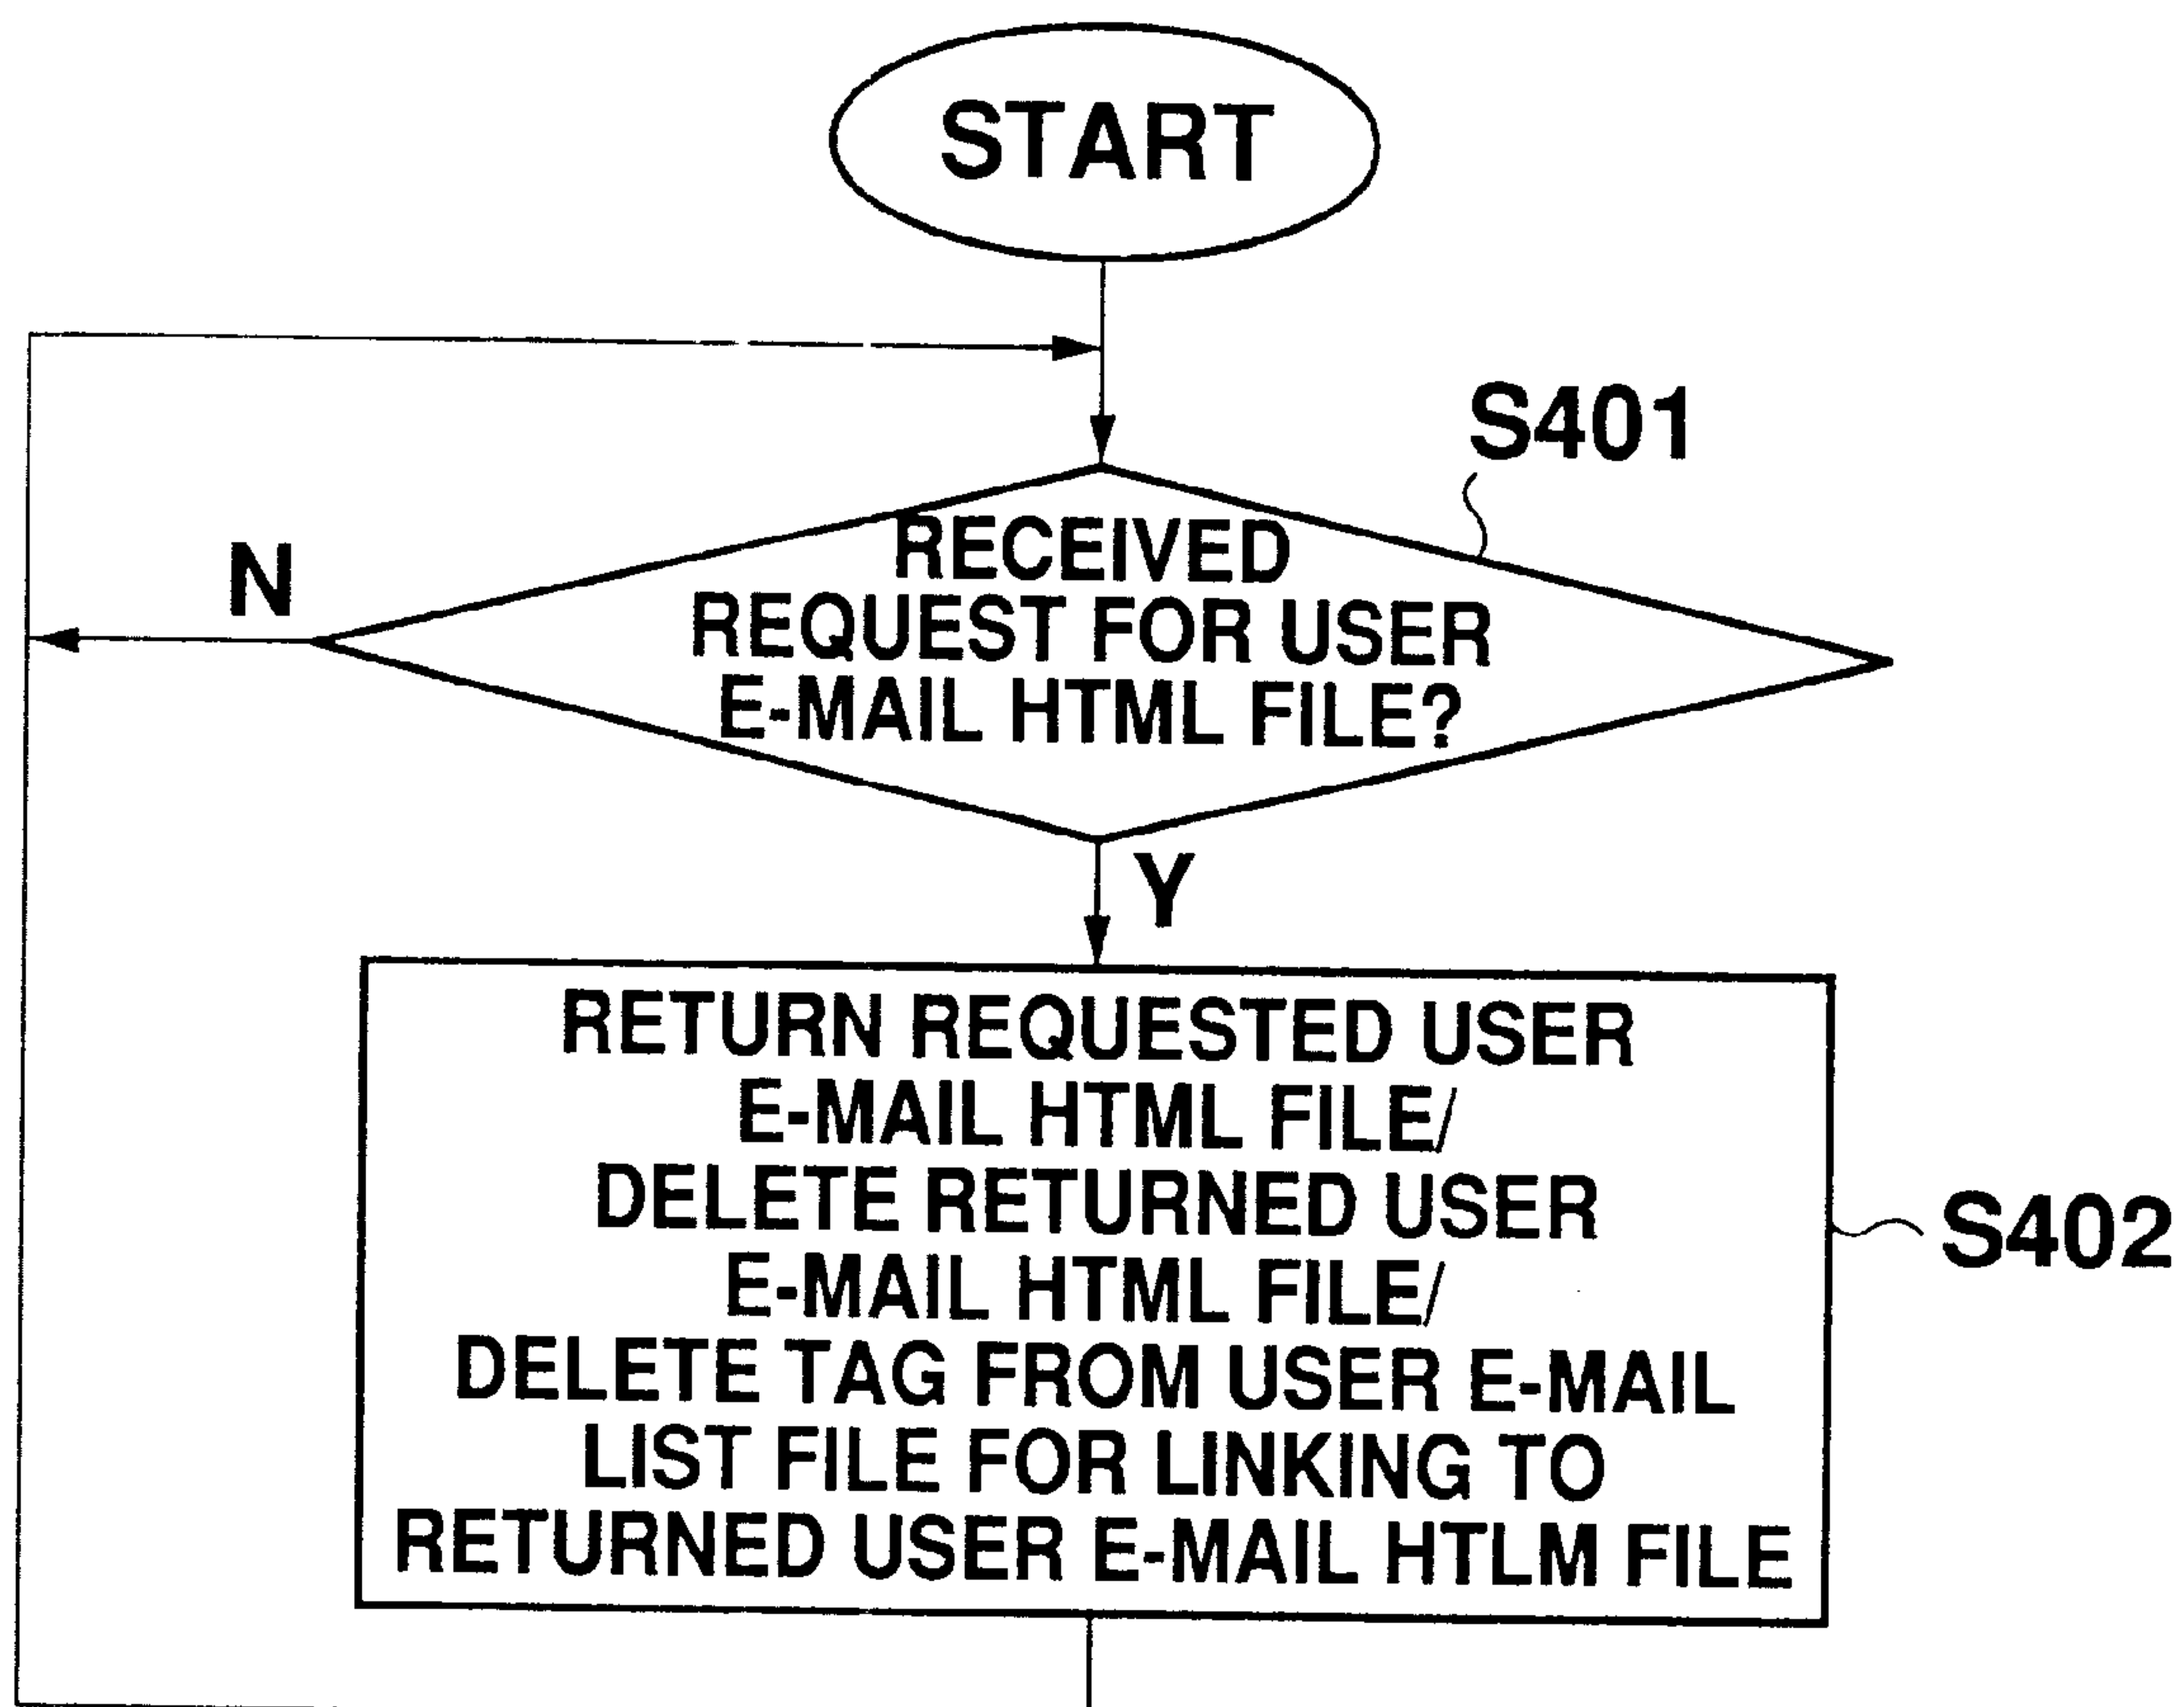 START
S401
RECEIVED
REQUEST FOR USER
E-MAIL HTML FILE?
N
Y
RETURN REQUESTED USER
E-MAIL HTML FILE/
DELETE RETURNED USER
E-MAIL HTML FILE/
DELETE TAG FROM USER E-MAIL
LIST FILE FOR LINKING TO
RETURNED USER E-MAIL HTLM FILE
S402